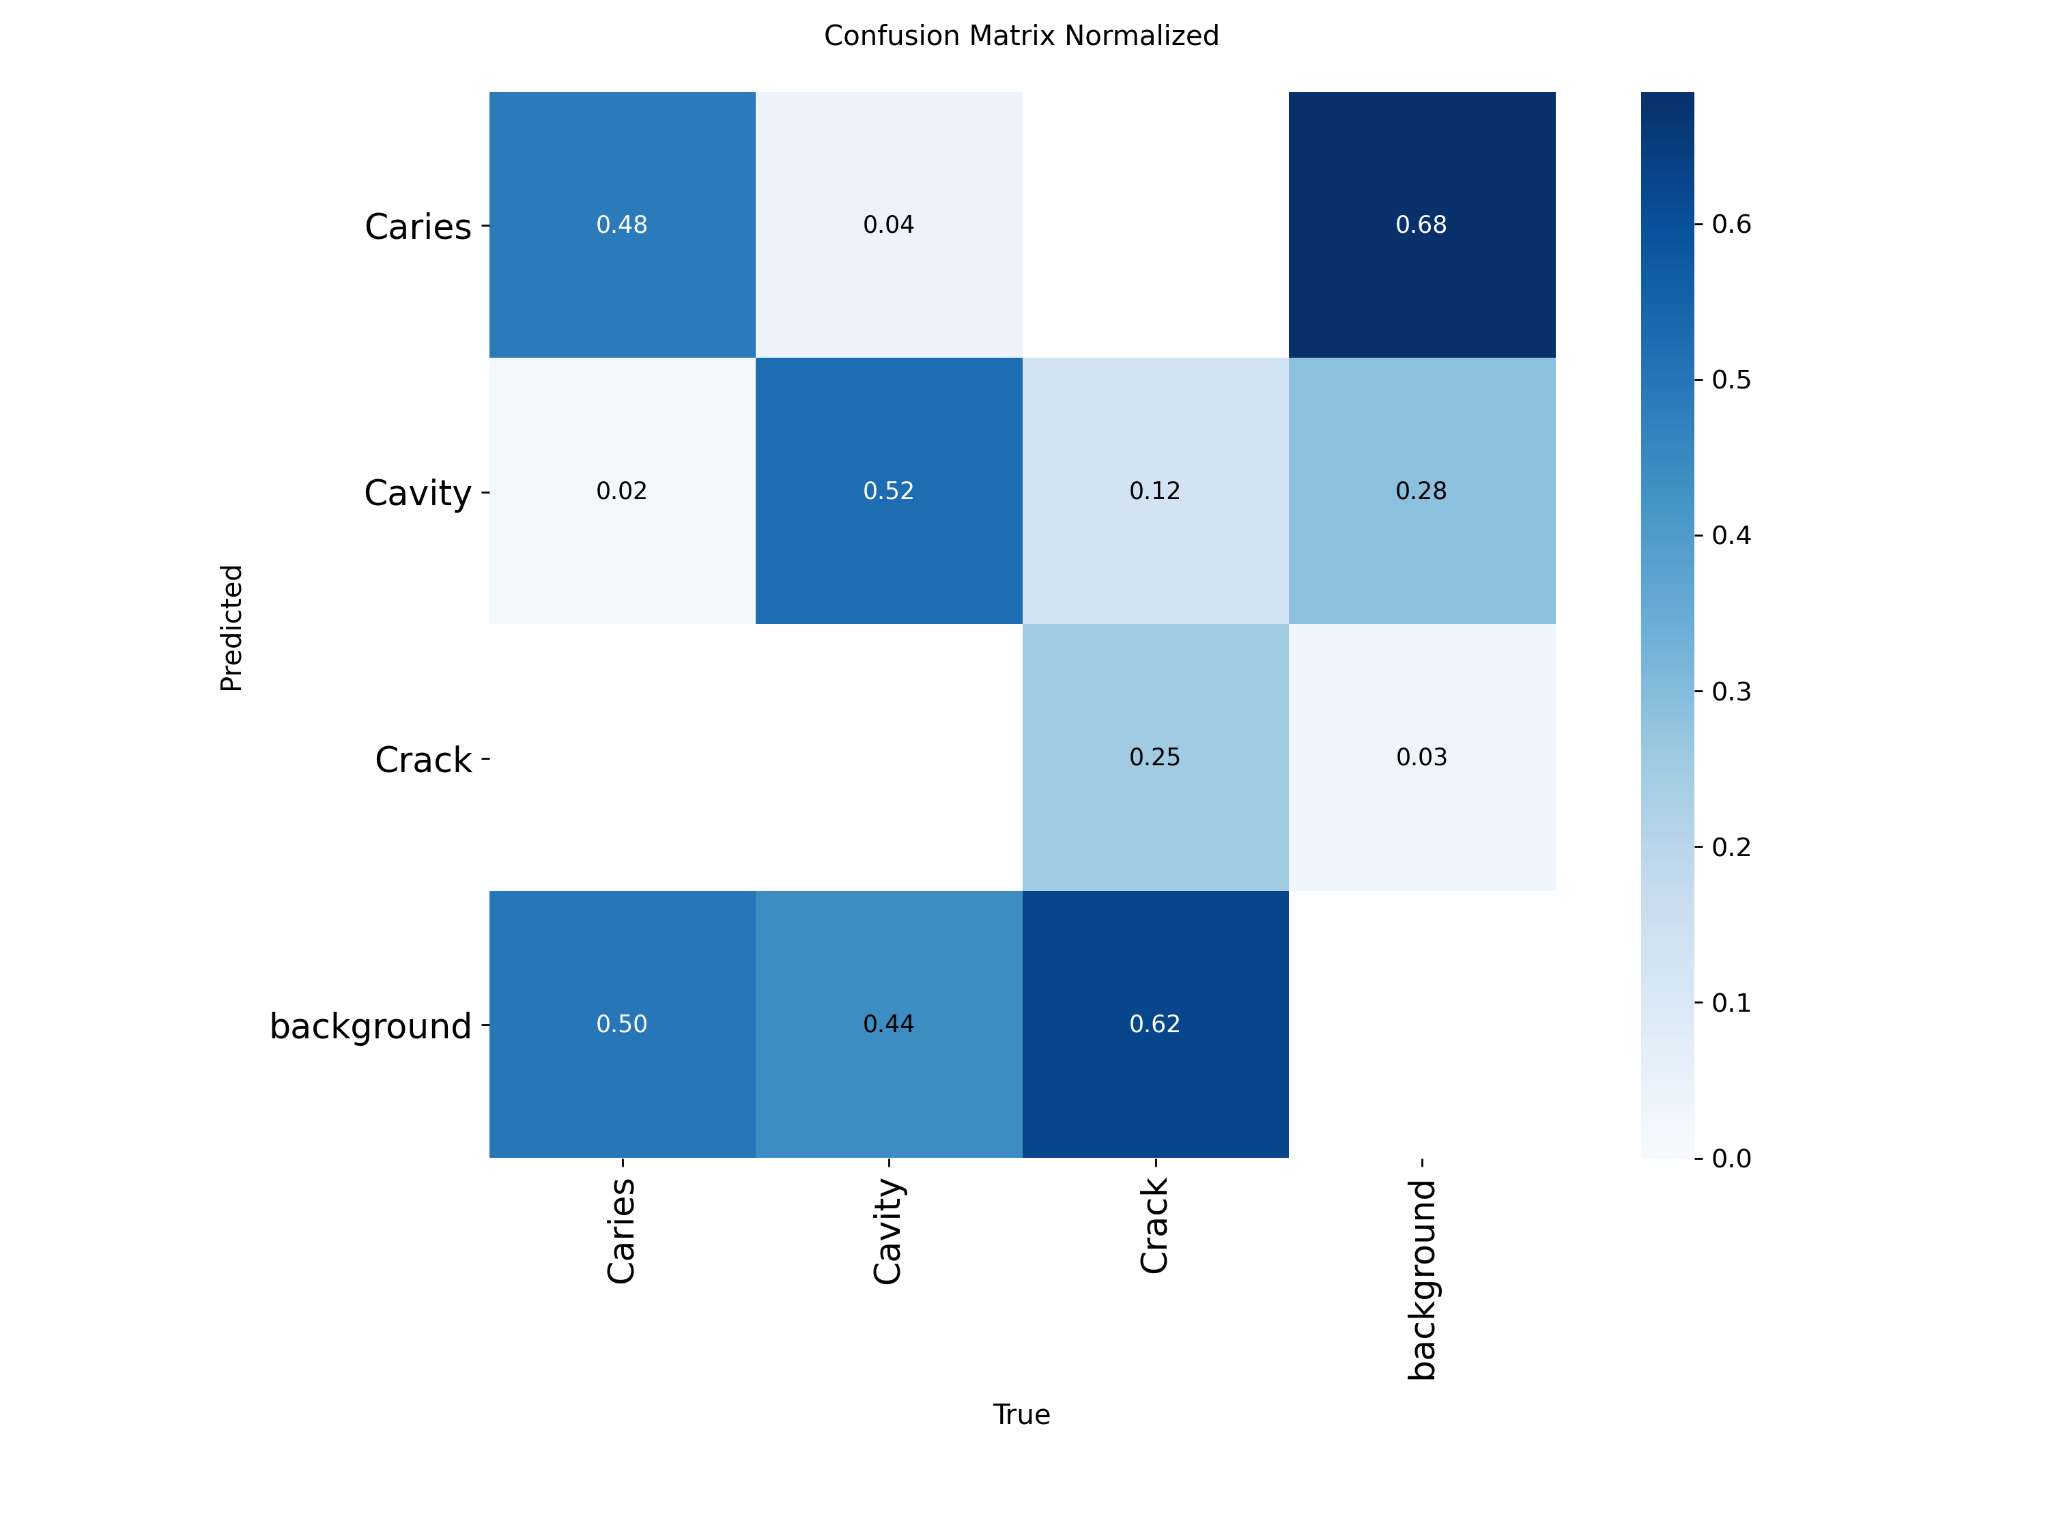 Confusion Matrix Normalized
Caries
0.48
0.04
0.68
Cavity
0.02
0.52
0.12
0.28
Crack
0.25
0.03
background
0.50
0.44
0.62
Predicted
Caries
Cavity
Crack
background
True
0.6
0.5
0.4
0.3
0.2
0.1
0.0